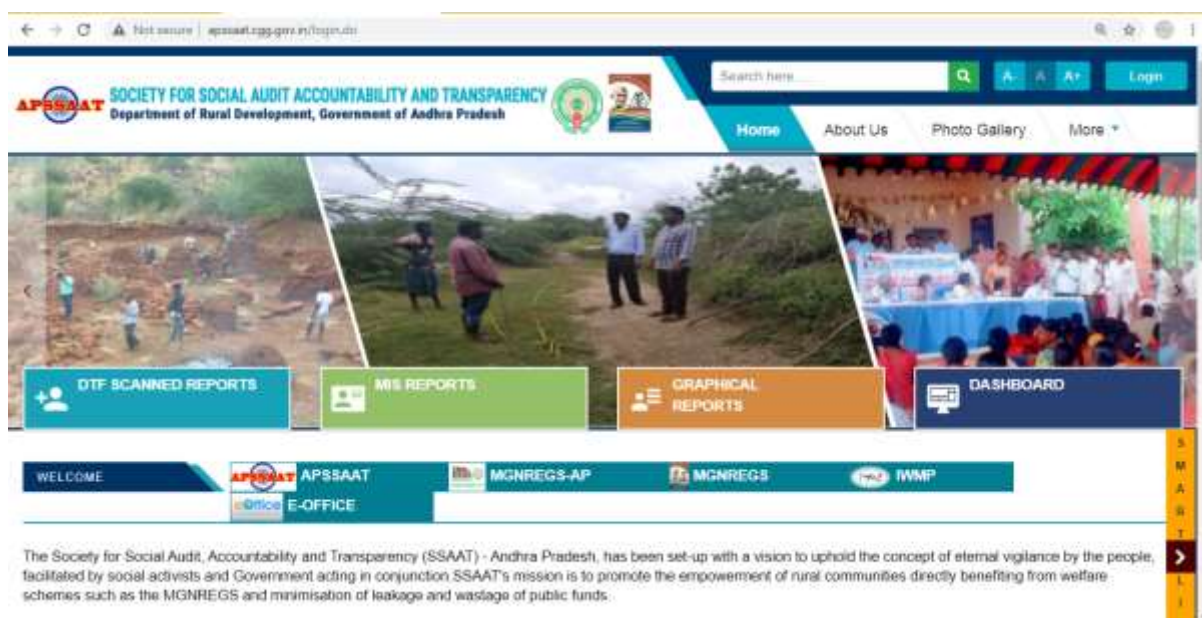 Not secure | apssaat.cgg.gov.in/login.do
APSSAAT
SOCIETY FOR SOCIAL AUDIT ACCOUNTABILITY AND TRANSPARENCY
Department of Rural Development, Government of Andhra Pradesh
Search here.....
A- A A+
Login
Home About Us Photo Gallery More
DTF SCANNED REPORTS
MIS REPORTS
GRAPHICAL
REPORTS
DASHBOARD
WELCOME
APSSAAT APSSAAT
MGNREGS-AP
MGNREGS
IWMP
eOffice E-OFFICE
S
M
A
R
T
L
I
The Society for Social Audit, Accountability and Transparency (SSAAT) - Andhra Pradesh, has been set-up with a vision to uphold the concept of eternal vigilance by the people,
facilitated by social activists and Government acting in conjunction SSAAT's mission is to promote the empowerment of rural communities directly benefiting from welfare
schemes such as the MGNREGS and minimisation of leakage and wastage of public funds.